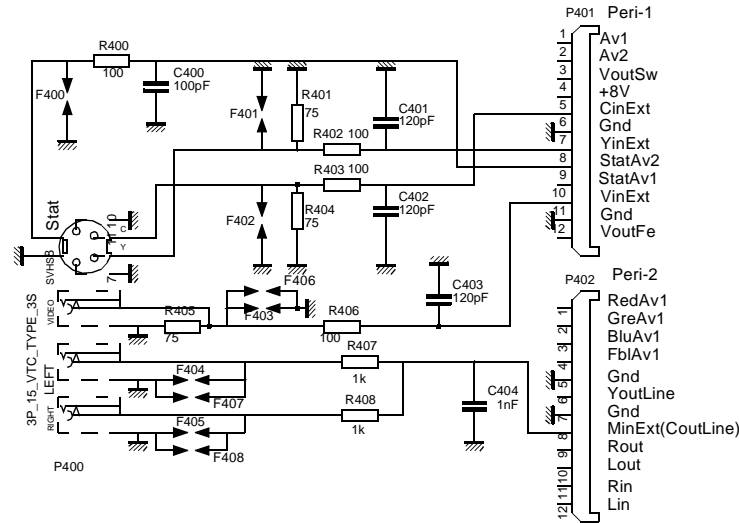 P401 Peri-1
1 Av1
2 Av2
3 VoutSw
4 +8V
5 CinExt
6 Gnd
7 YinExt
8 StatAv2
9 StatAv1
10 VinExt
11 Gnd
12 VoutFe
R400
100
C400
100pF
F400
F401
R401
75
R402 100
C401
120pF
R403 100
F402
R404
75
C402
120pF
Stat
SVHSB
10
11
C
Y
7
F406
F403
R405
75
R406
100
C403
120pF
3P_15_VTC_TYPE_3S
VIDEO
LEFT
RIGHT
F404
F407
F405
F408
R407
1k
R408
1k
C404
1nF
P400
P402 Peri-2
1 RedAv1
2 GreAv1
3 BluAv1
4 FblAv1
5 Gnd
6 YoutLine
7 Gnd
8 MinExt(CoutLine)
9 Rout
10 Lout
11 Rin
12 Lin